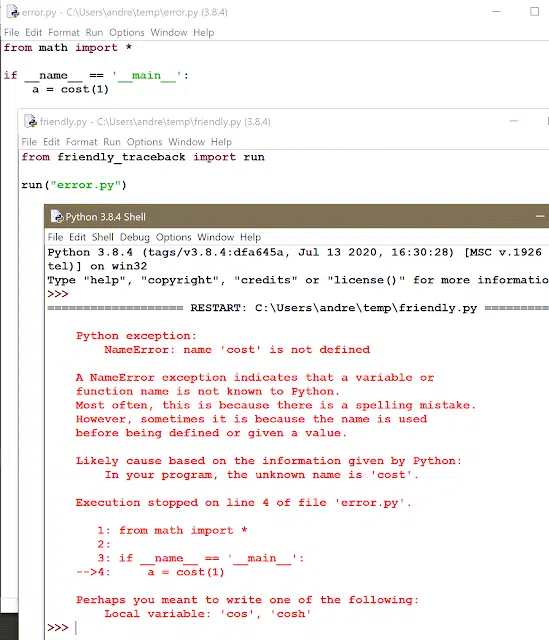 error.py - C:\Users\andre\temp\error.py (3.8.4)
File Edit Format Run Options Window Help
from math import *
if __name__ == '__main__':
    a = cost(1)
friendly.py - C:\Users\andre\temp\friendly.py (3.8.4)
File Edit Format Run Options Window Help
from friendly_traceback import run
run("error.py")
Python 3.8.4 Shell
File Edit Shell Debug Options Window Help
Python 3.8.4 (tags/v3.8.4:dfa645a, Jul 13 2020, 16:30:28) [MSC v.1926
tel)] on win32
Type "help", "copyright", "credits" or "license()" for more informatio
>>>
=================== RESTART: C:\Users\andre\temp\friendly.py ==========
Python exception:
    NameError: name 'cost' is not defined
A NameError exception indicates that a variable or
function name is not known to Python.
Most often, this is because there is a spelling mistake.
However, sometimes it is because the name is used
before being defined or given a value.
Likely cause based on the information given by Python:
    In your program, the unknown name is 'cost'.
Execution stopped on line 4 of file 'error.py'.
   1: from math import *
   2:
   3: if __name__ == '__main__':
-->4:     a = cost(1)
Perhaps you meant to write one of the following:
    Local variable: 'cos', 'cosh'
>>>